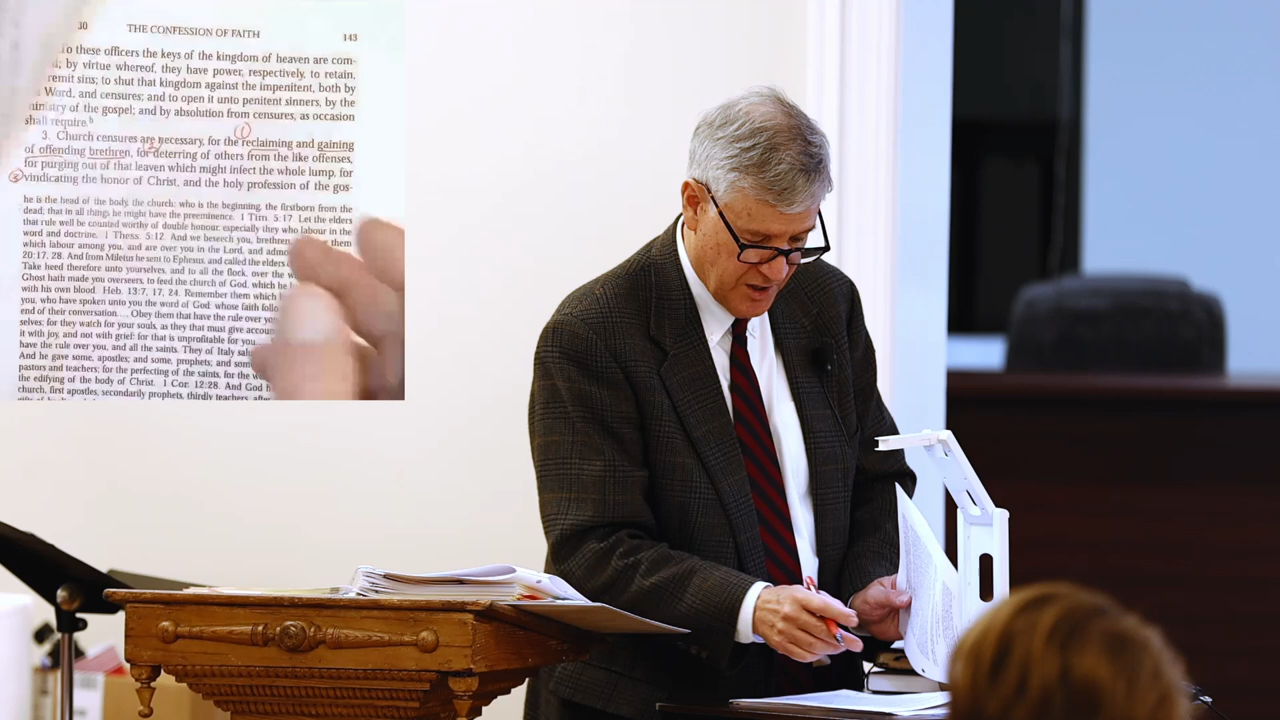 30 THE CONFESSION OF FAITH 143
To these officers the keys of the kingdom of heaven are com-
by virtue whereof, they have power, respectively, to retain,
remit sins; to shut that kingdom against the impenitent, both by
Word, and censures; and to open it unto penitent sinners, by the
ministry of the gospel; and by absolution from censures, as occasion
shall require.b
3. Church censures are necessary, for the reclaiming and gaining
of offending brethren, for deterring of others from the like offenses,
for purging out of that leaven which might infect the whole lump, for
vindicating the honor of Christ, and the holy profession of the gos-
he is the head of the body, the church: who is the beginning, the firstborn from the
dead; that in all things he might have the preeminence. 1 Tim. 5:17. Let the elders
that rule well be counted worthy of double honour, especially they who labour in the
word and doctrine. 1 Thess. 5:12. And we beseech you, brethren, them
which labour among you, and are over you in the Lord, and
20:17, 28. And from Miletus he sent to Ephesus, and called the elders
Take heed therefore unto yourselves, and to all the flock, over the
Ghost hath made you overseers, to feed the church of God, which he
with his own blood. Heb. 13:7, 17, 24. Remember them which
you, who have spoken unto you the word of God: whose faith
end of their conversation.... Obey them that have the rule over
selves: for they watch for your souls, as they that must give
it with joy, and not with grief: for that is unprofitable for you.
have the rule over you, and all the saints. They of Italy
And he gave some, apostles; and some, prophets; and
pastors and teachers; for the perfecting of the saints, for the
the edifying of the body of Christ. 1 Cor. 12:28. And God
church, first apostles, secondarily prophets, thirdly teachers,